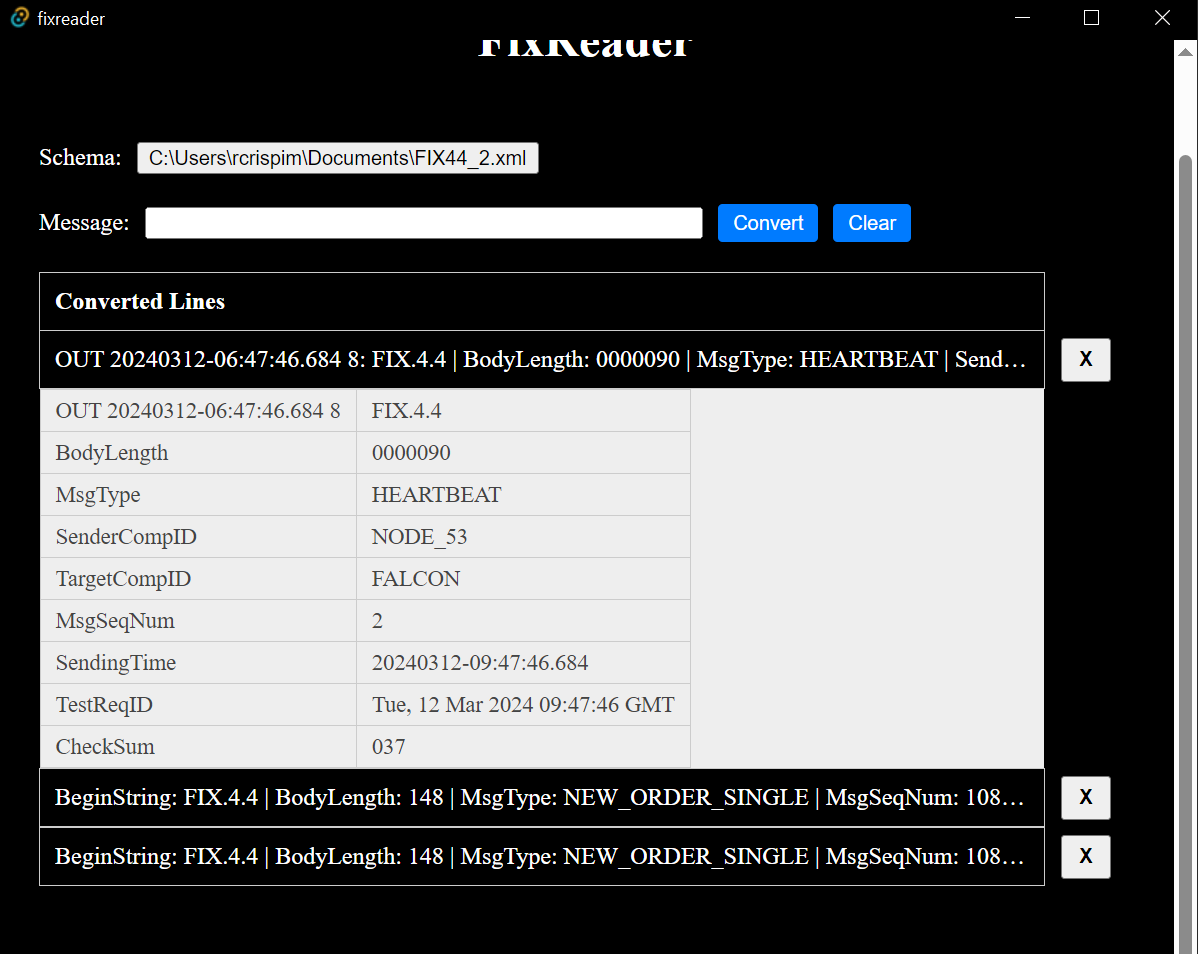 fixreader
FixReader
Schema: C:\Users\rcrispim\Documents\FIX44_2.xml
Message: Convert Clear
Converted Lines
OUT 20240312-06:47:46.684 8: FIX.4.4 | BodyLength: 0000090 | MsgType: HEARTBEAT | Send… X
OUT 20240312-06:47:46.684 8 FIX.4.4
BodyLength 0000090
MsgType HEARTBEAT
SenderCompID NODE_53
TargetCompID FALCON
MsgSeqNum 2
SendingTime 20240312-09:47:46.684
TestReqID Tue, 12 Mar 2024 09:47:46 GMT
CheckSum 037
BeginString: FIX.4.4 | BodyLength: 148 | MsgType: NEW_ORDER_SINGLE | MsgSeqNum: 108… X
BeginString: FIX.4.4 | BodyLength: 148 | MsgType: NEW_ORDER_SINGLE | MsgSeqNum: 108… X